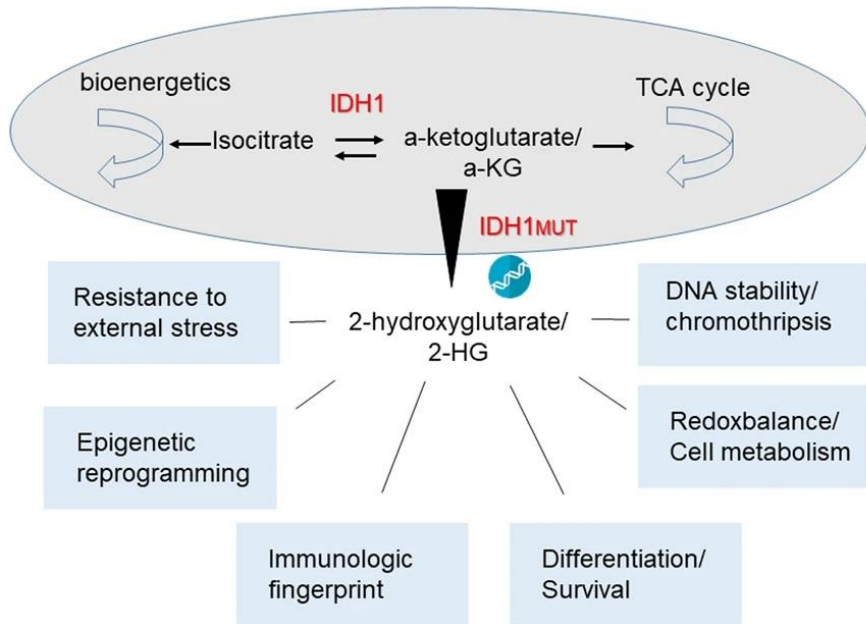 bioenergetics
IDH1
TCA cycle
Isocitrate
a-ketoglutarate/
a-KG
IDH1MUT
2-hydroxyglutarate/
2-HG
Resistance to
external stress
DNA stability/
chromothripsis
Epigenetic
reprogramming
Redoxbalance/
Cell metabolism
Immunologic
fingerprint
Differentiation/
Survival